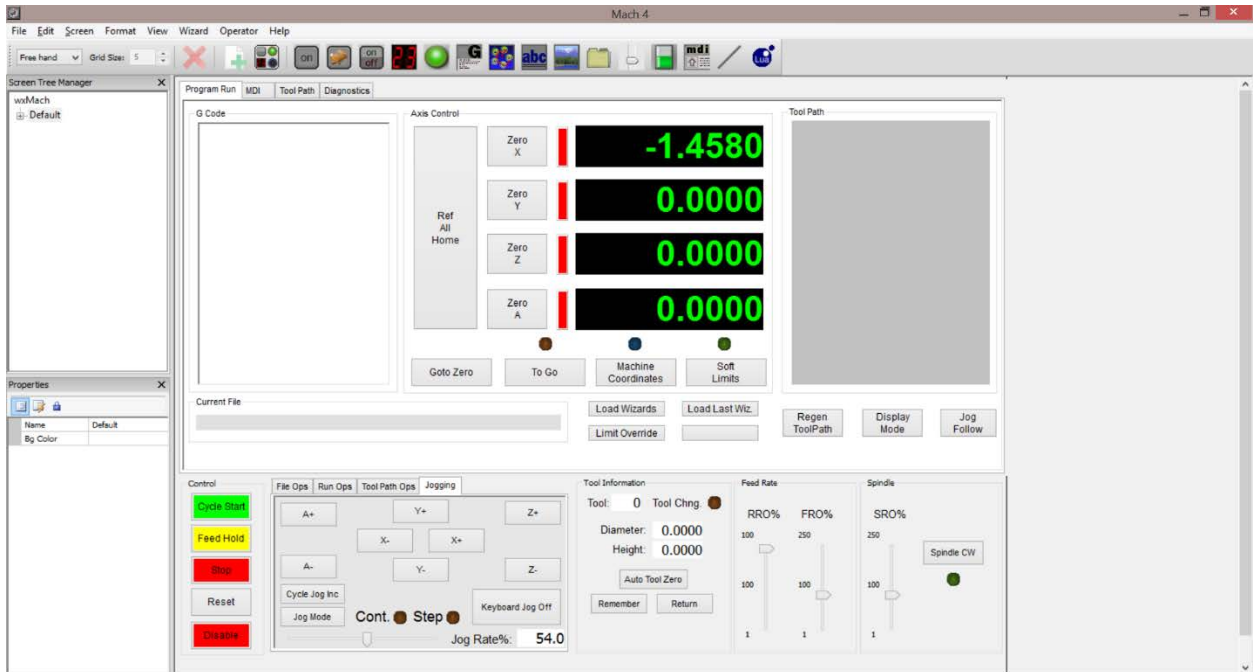 Mach 4
File Edit Screen Format View Wizard Operator Help
Free hand Grid Size: 5
on
on
off
G
abc
mdi
Lua
Screen Tree Manager X
wxMach
Default
Program Run MDI Tool Path Diagnostics
G Code
Axis Control
Tool Path
Ref
All
Home
Zero
X
-1.4580
Zero
Y
0.0000
Zero
Z
0.0000
Zero
A
0.0000
Goto Zero
To Go
Machine
Coordinates
Soft
Limits
Properties X
Name Default
Bg Color
Current File
Load Wizards Load Last Wiz.
Limit Override
Regen
ToolPath
Display
Mode
Jog
Follow
Control
Cycle Start
Feed Hold
Stop
Reset
Disable
File Ops Run Ops Tool Path Ops Jogging
A+ Y+ Z+
X- X+
A- Y- Z-
Cycle Jog Inc
Jog Mode
Cont. Step
Keyboard Jog Off
Jog Rate%: 54.0
Tool Information
Tool: 0 Tool Chng.
Diameter: 0.0000
Height: 0.0000
Auto Tool Zero
Remember Return
Feed Rate
RRO% FRO%
100 250
100 100
1 1
Spindle
SRO%
250
100
1
Spindle CW